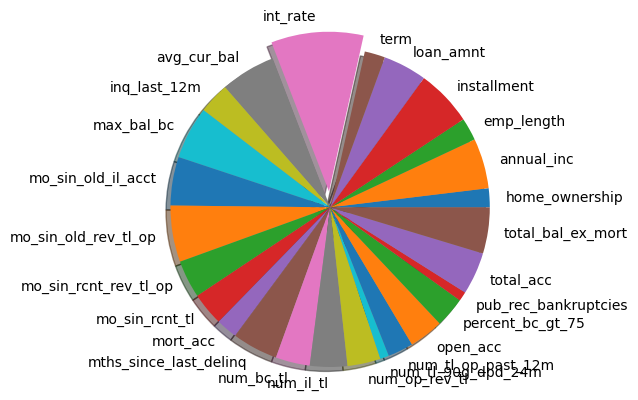 int_rate
term
loan_amnt
installment
emp_length
annual_inc
home_ownership
avg_cur_bal
inq_last_12m
max_bal_bc
mo_sin_old_il_acct
mo_sin_old_rev_tl_op
mo_sin_rcnt_rev_tl_op
mo_sin_rcnt_tl
mort_acc
mths_since_last_delinq
num_bc_tl
num_il_tl
num_op_rev_tl
num_tl_90g_dpd_24m
num_tl_op_past_12m
open_acc
percent_bc_gt_75
pub_rec_bankruptcies
total_acc
total_bal_ex_mort